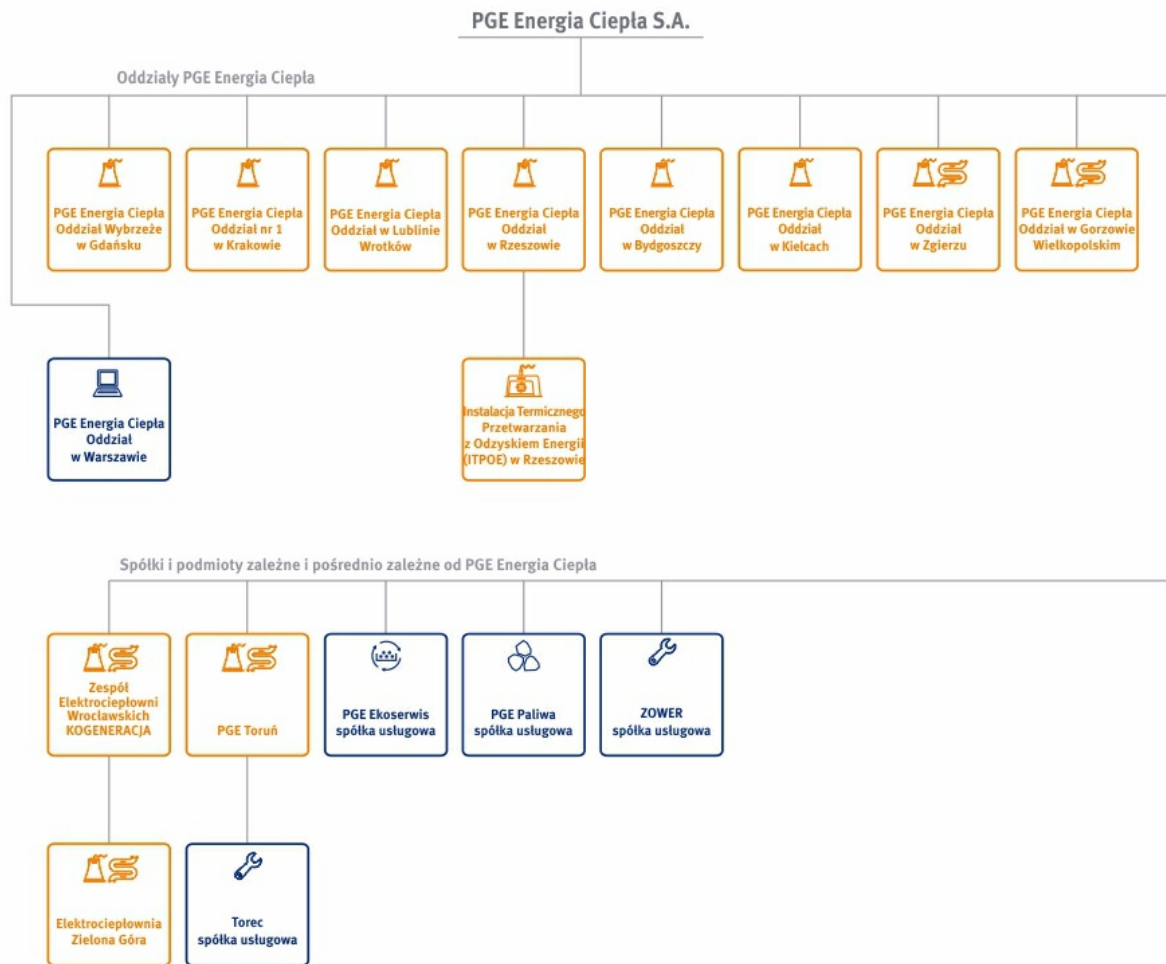 PGE Energia Ciepła S.A.
Oddziały PGE Energia Ciepła
PGE Energia Ciepła
Oddział Wybrzeże
w Gdańsku
PGE Energia Ciepła
Oddział nr 1
w Krakowie
PGE Energia Ciepła
Oddział w Lublinie
Wrotków
PGE Energia Ciepła
Oddział
w Rzeszowie
PGE Energia Ciepła
Oddział
w Bydgoszczy
PGE Energia Ciepła
Oddział
w Kielcach
PGE Energia Ciepła
Oddział
w Zgierzu
PGE Energia Ciepła
Oddział w Gorzowie
Wielkopolskim
PGE Energia Ciepła
Oddział
w Warszawie
Instalacja Termicznego
Przetwarzania
z Odzyskiem Energii
(ITPOE) w Rzeszowie
Spółki i podmioty zależne i pośrednio zależne od PGE Energia Ciepła
Zespół
Elektrociepłowni
Wrocławskich
KOGENERACJA
PGE Toruń
PGE Ekoserwis
spółka usługowa
PGE Paliwa
spółka usługowa
ZOWER
spółka usługowa
Elektrociepłownia
Zielona Góra
Torec
spółka usługowa